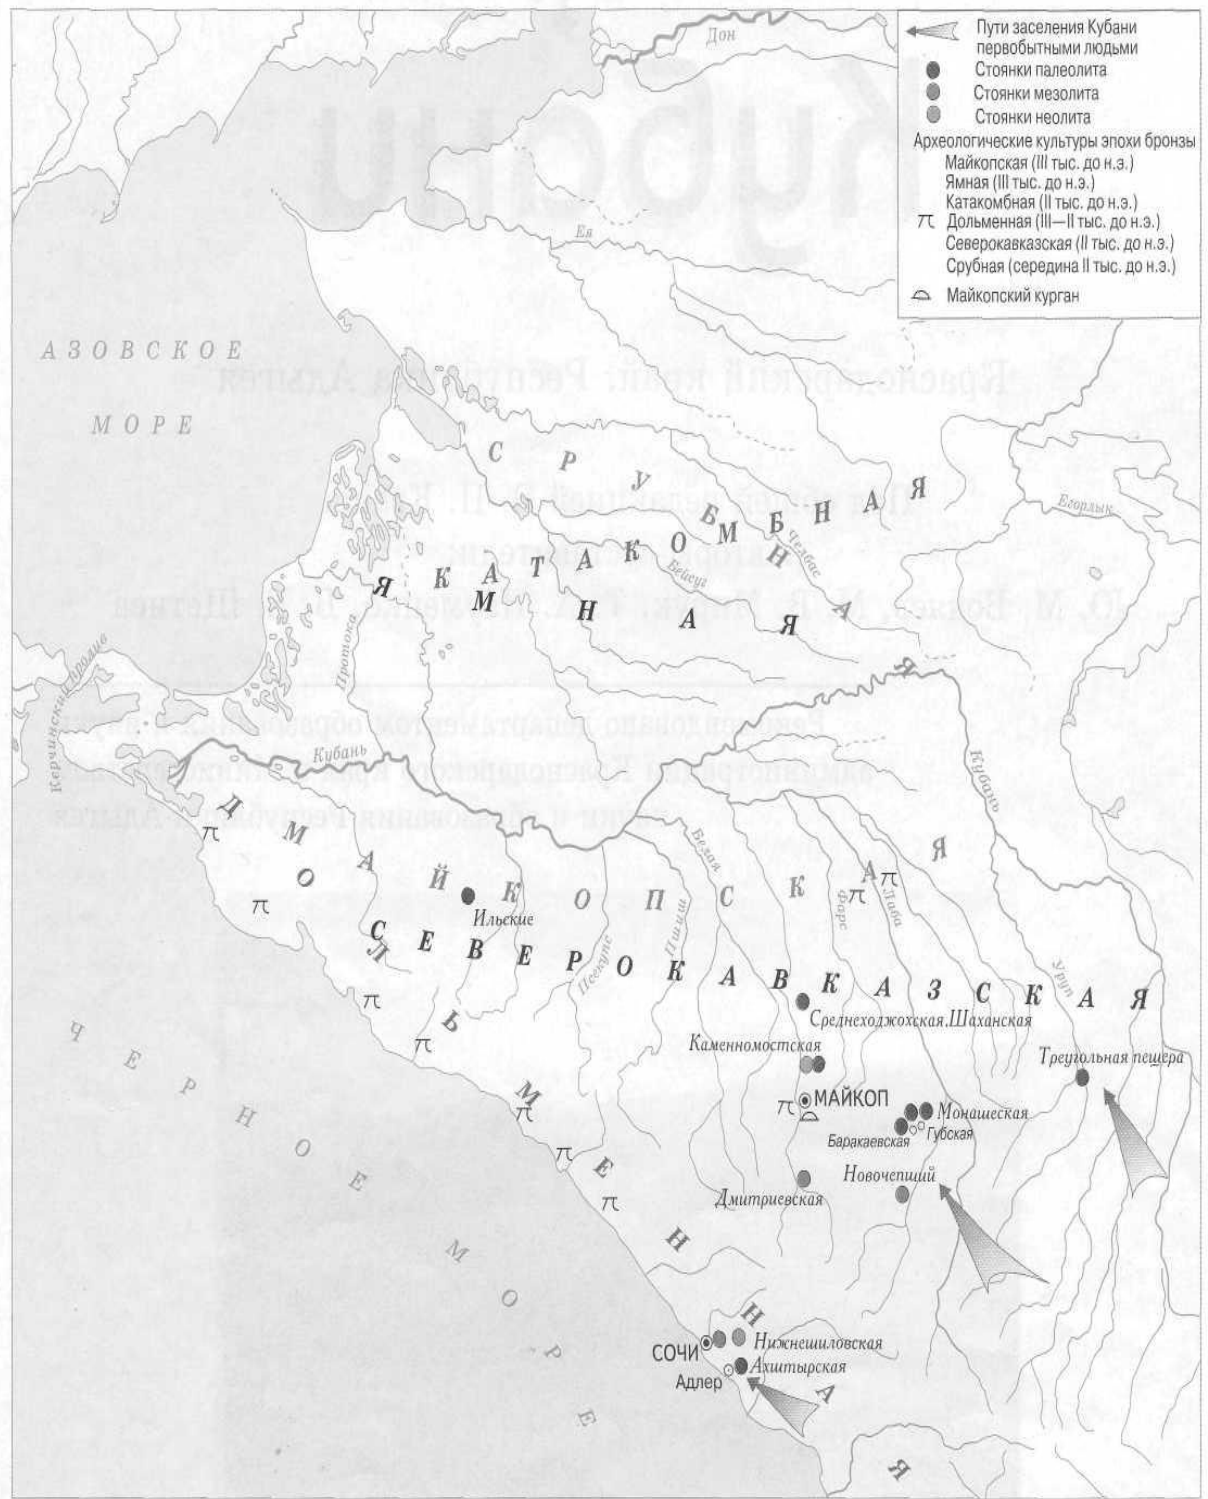 Пути заселения Кубани
первобытными людьми
Стоянки палеолита
Стоянки мезолита
Стоянки неолита
Археологические культуры эпохи бронзы
Майкопская (III тыс. до н.э.)
Ямная (III тыс. до н.э.)
Катакомбная (II тыс. до н.э.)
Дольменная (III—II тыс. до н.э.)
Северокавказская (II тыс. до н.э.)
Срубная (середина II тыс. до н.э.)
Майкопский курган
Дон
Ея
АЗОВСКОЕ
МОРЕ
СРУБНАЯ
Егорлык
Челбас
КАТАКОМБНАЯ
Бейсуг
ЯМНАЯ
Протока
Керченский пролив
Кубань
Кубань
ДОЛЬМЕННАЯ
МАЙКОПСКАЯ
Белая
Ильские
Пшиш
Фарс
Лаба
СЕВЕРОКАВКАЗСКАЯ
Псекупс
Уруп
Среднеходжохская, Шаханская
Каменномостская
Треугольная пещера
МАЙКОП
Монашеская
Баракаевская
Губская
Новочепший
Дмитриевская
ЧЕРНОЕ МОРЕ
Нижнешиловская
СОЧИ
Ахштырская
Адлер